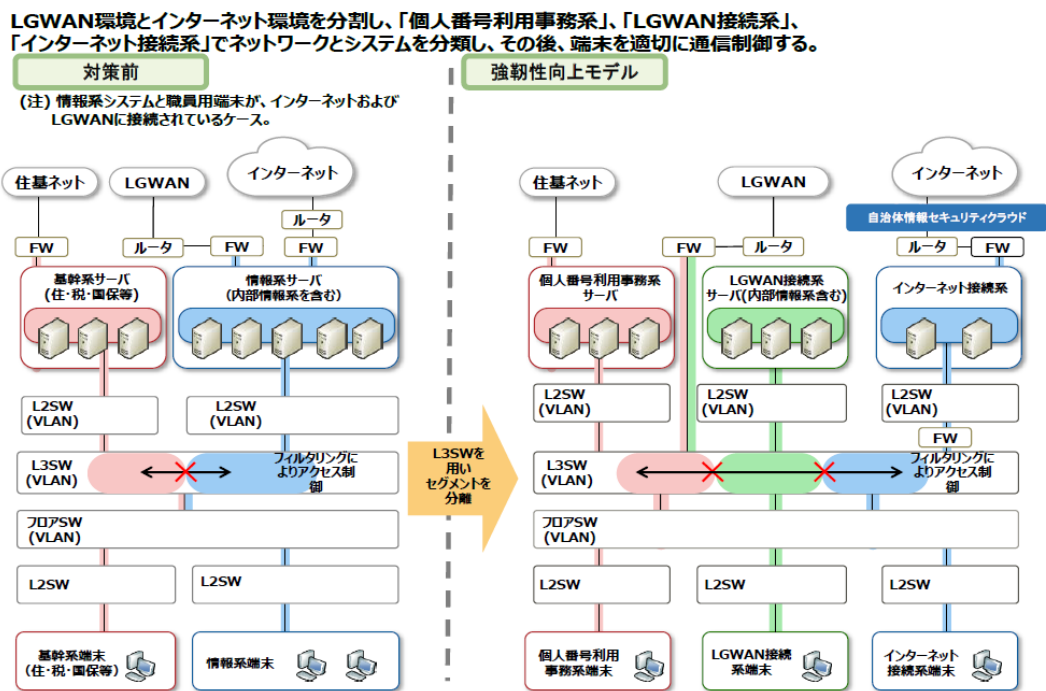 LGWAN環境とインターネット環境を分割し、「個人番号利用事務系」、「LGWAN接続系」、
「インターネット接続系」でネットワークとシステムを分類し、その後、端末を適切に通信制御する。
対策前
強靭性向上モデル
(注) 情報系システムと職員用端末が、インターネットおよび
LGWANに接続されているケース。
住基ネット
LGWAN
インターネット
ルータ
FW
ルータ
FW
FW
基幹系サーバ
(住・税・国保等)
情報系サーバ
(内部情報系を含む)
L2SW
(VLAN)
L2SW
(VLAN)
L3SW
(VLAN)
フィルタリングに
よりアクセス制
御
フロアSW
(VLAN)
L2SW
L2SW
基幹系端末
(住・税・国保等)
情報系端末
L3SWを
用い
セグメントを
分離
住基ネット
LGWAN
インターネット
自治体情報セキュリティクラウド
FW
FW
ルータ
ルータ
FW
個人番号利用事務系
サーバ
LGWAN接続系
サーバ(内部情報系含む)
インターネット接続系
L2SW
(VLAN)
L2SW
(VLAN)
L2SW
(VLAN)
FW
L3SW
(VLAN)
フィルタリングに
よりアクセス制
御
フロアSW
(VLAN)
L2SW
L2SW
L2SW
個人番号利用
事務系端末
LGWAN接続
系端末
インターネット
接続系端末